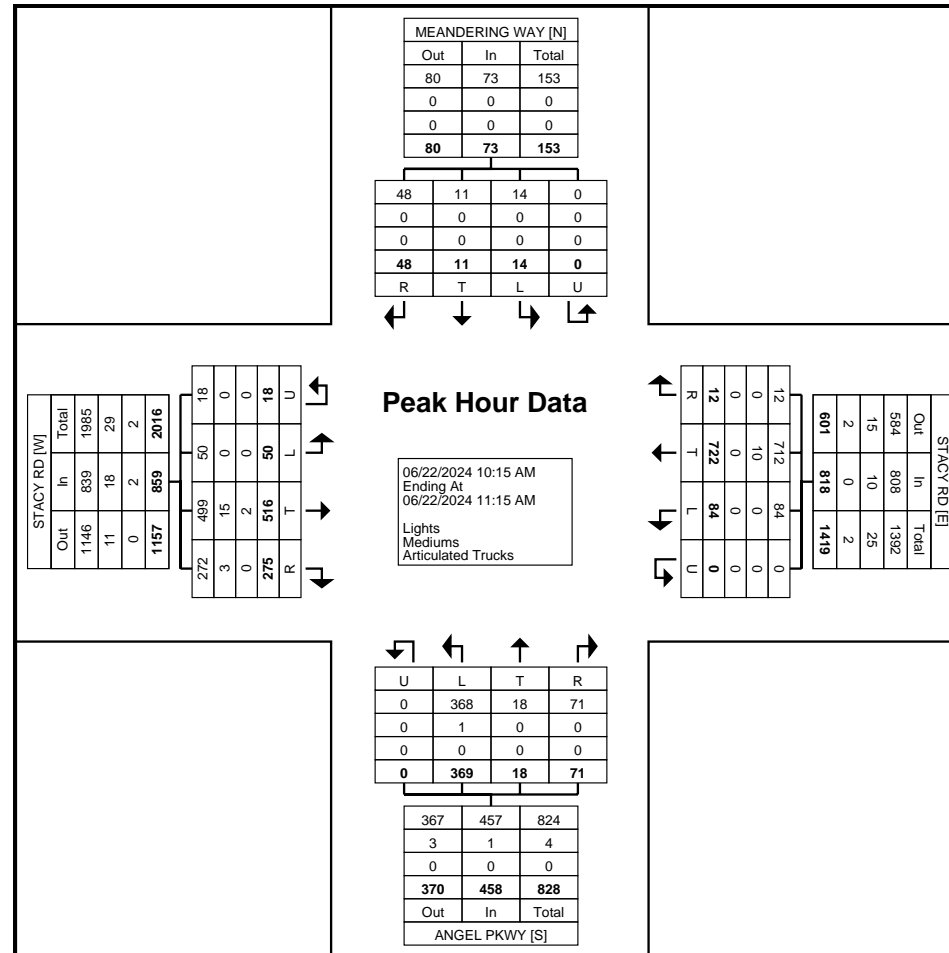 MEANDERING WAY [N]
Out In Total
80 73 153
0 0 0
0 0 0
80 73 153
48 11 14 0
0 0 0 0
0 0 0 0
48 11 14 0
R T L U
STACY RD [W]
Total In Out
1985 839 1146
29 18 11
2 2 0
2016 859 1157
18 0 0 18 U
50 0 0 50 L
499 15 2 516 T
272 3 0 275 R
Peak Hour Data
06/22/2024 10:15 AM
Ending At
06/22/2024 11:15 AM
Lights
Mediums
Articulated Trucks
R 12 0 0 12
T 722 0 10 712
L 84 0 0 84
U 0 0 0 0
STACY RD [E]
Out In Total
584 808 1392
15 10 25
2 0 2
601 818 1419
U L T R
0 368 18 71
0 1 0 0
0 0 0 0
0 369 18 71
367 457 824
3 1 4
0 0 0
370 458 828
Out In Total
ANGEL PKWY [S]